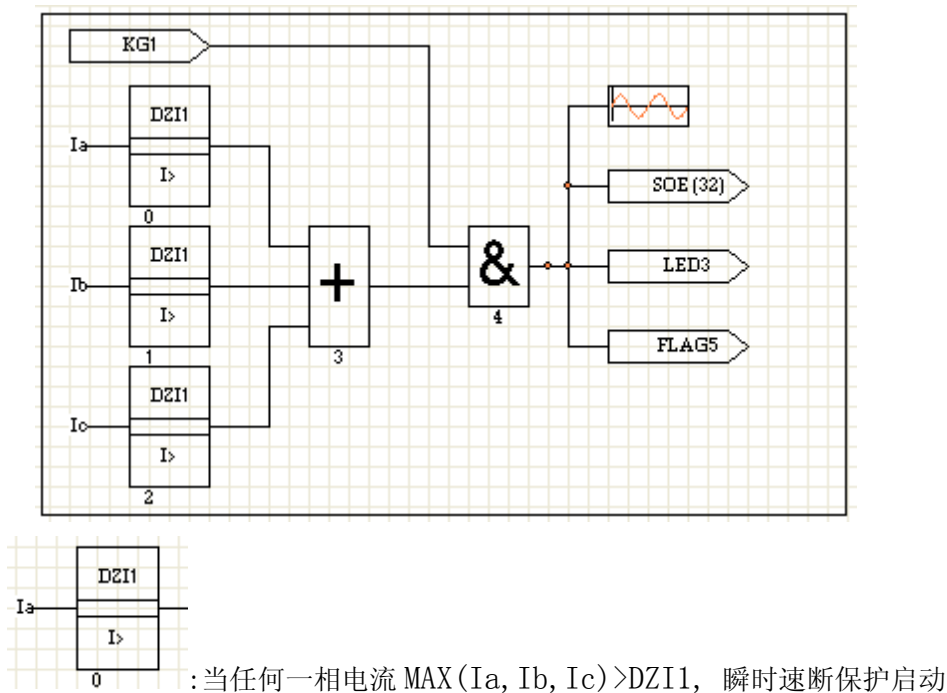 KG1
DZI1
Ia
I>
0
DZI1
Ib
I>
1
DZI1
Ic
I>
2
+
3
&
4
SOE(32)
LED3
FLAG5
DZI1
Ia
I>
0
:当任何一相电流 MAX(Ia,Ib,Ic)>DZI1, 瞬时速断保护启动